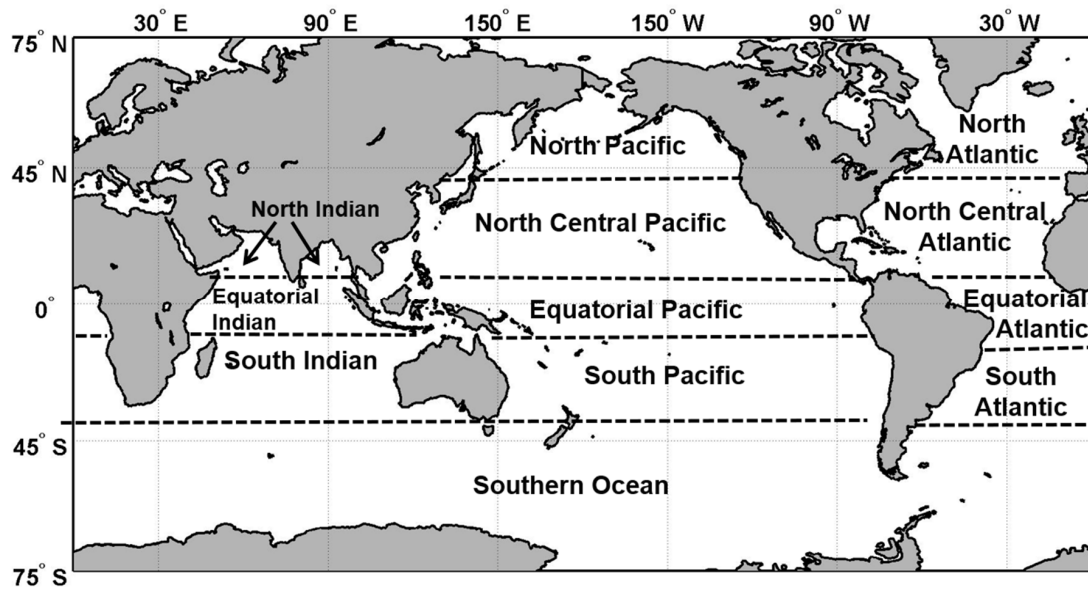 30° E 90° E 150° E 150° W 90° W 30° W
75° N
North
Atlantic
North Pacific
45° N
North Indian
North Central Pacific
North Central
Atlantic
Equatorial
Indian
0°
Equatorial Pacific
Equatorial
Atlantic
South Indian
South Pacific
South
Atlantic
45° S
Southern Ocean
75° S